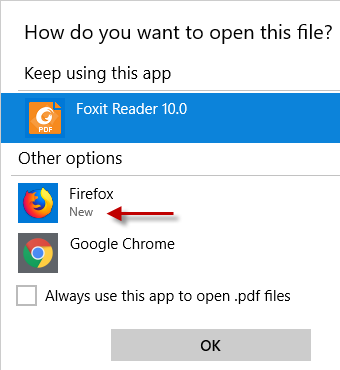 How do you want to open this file?
Keep using this app
PDF
Foxit Reader 10.0
Other options
Firefox
New
Google Chrome
Always use this app to open .pdf files
OK